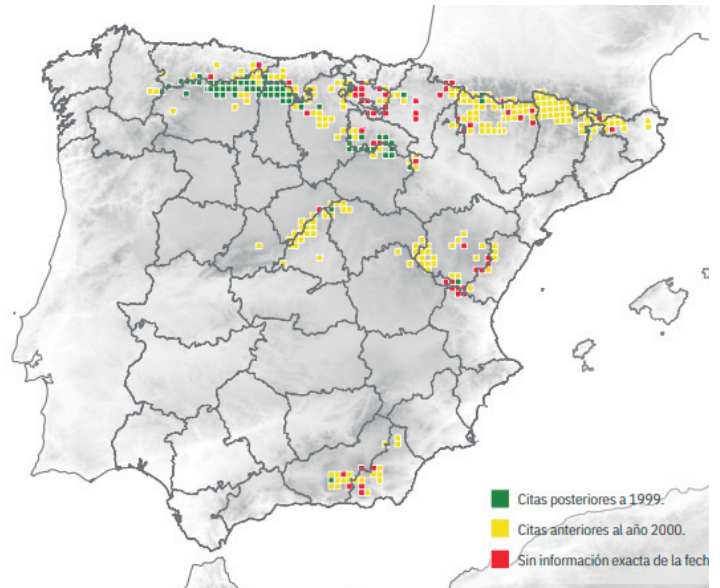 Citas posteriores a 1999.
Citas anteriores al año 2000.
Sin información exacta de la fech